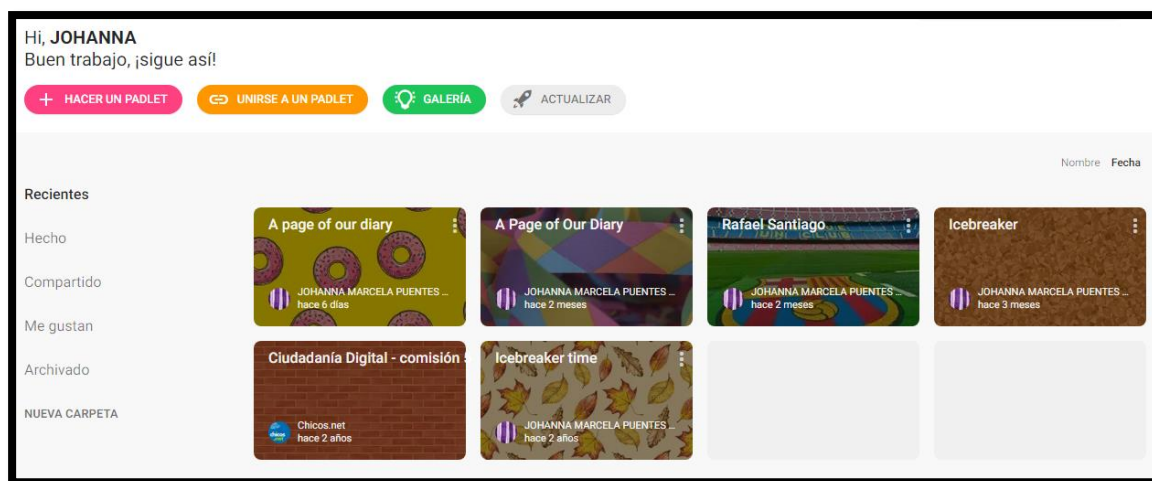 Hi, JOHANNA
Buen trabajo, ¡sigue así!
HACER UN PADLET
UNIRSE A UN PADLET
GALERÍA
ACTUALIZAR
Nombre Fecha
Recientes
Hecho
Compartido
Me gustan
Archivado
NUEVA CARPETA
A page of our diary
JOHANNA MARCELA PUENTES ...
hace 6 días
A Page of Our Diary
JOHANNA MARCELA PUENTES ...
hace 2 meses
Rafael Santiago
JOHANNA MARCELA PUENTES ...
hace 2 meses
Icebreaker
JOHANNA MARCELA PUENTES ...
hace 3 meses
Ciudadanía Digital - comisión
Chicos.net
hace 2 años
Icebreaker time
JOHANNA MARCELA PUENTES ...
hace 2 años